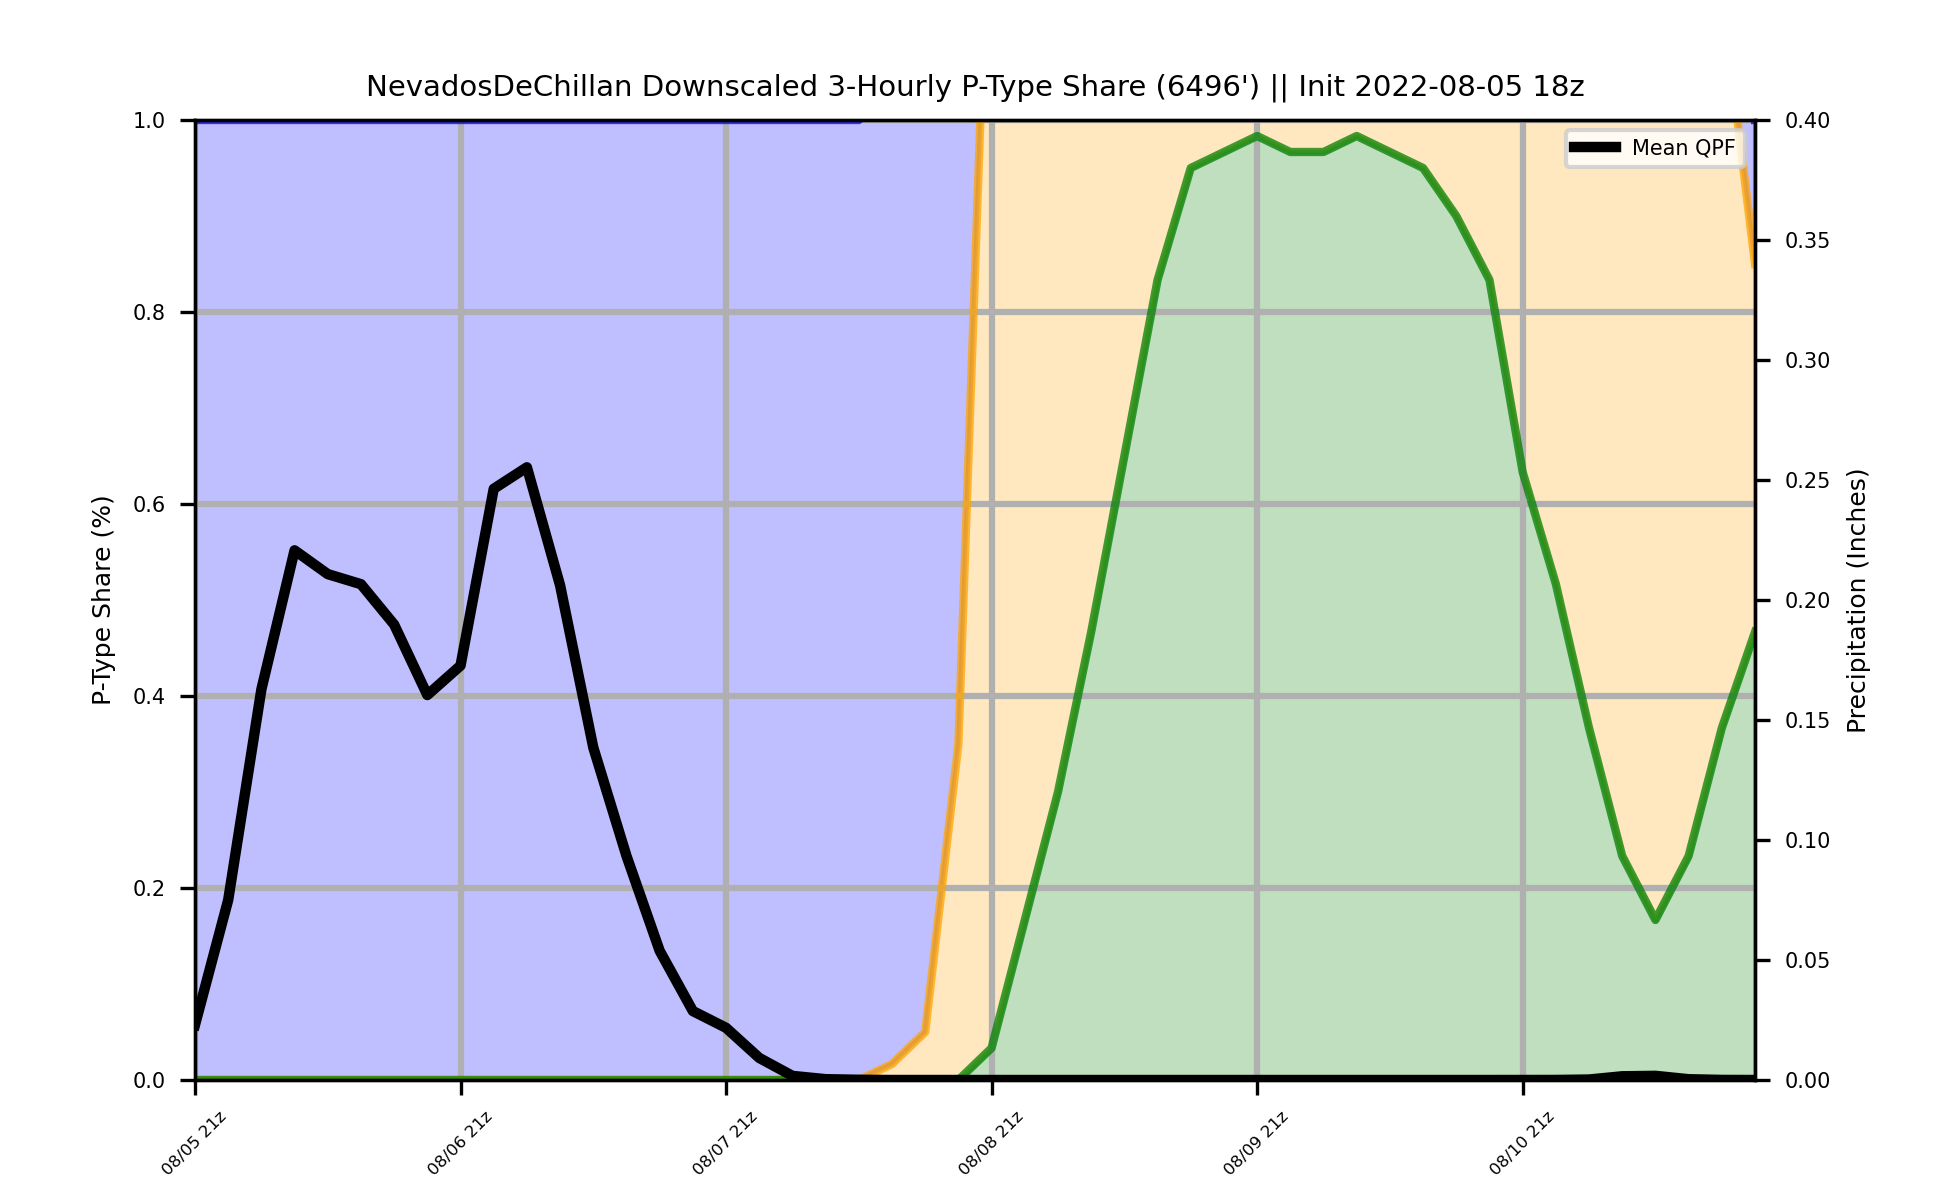 NevadosDeChillan Downscaled 3-Hourly P-Type Share (6496') || Init 2022-08-05 18z
1.0
0.8
0.6
0.4
0.2
0.0
P-Type Share (%)
Mean QPF
0.40
0.35
0.30
0.25
0.20
0.15
0.10
0.05
0.00
Precipitation (Inches)
08/05 21z
08/06 21z
08/07 21z
08/08 21z
08/09 21z
08/10 21z